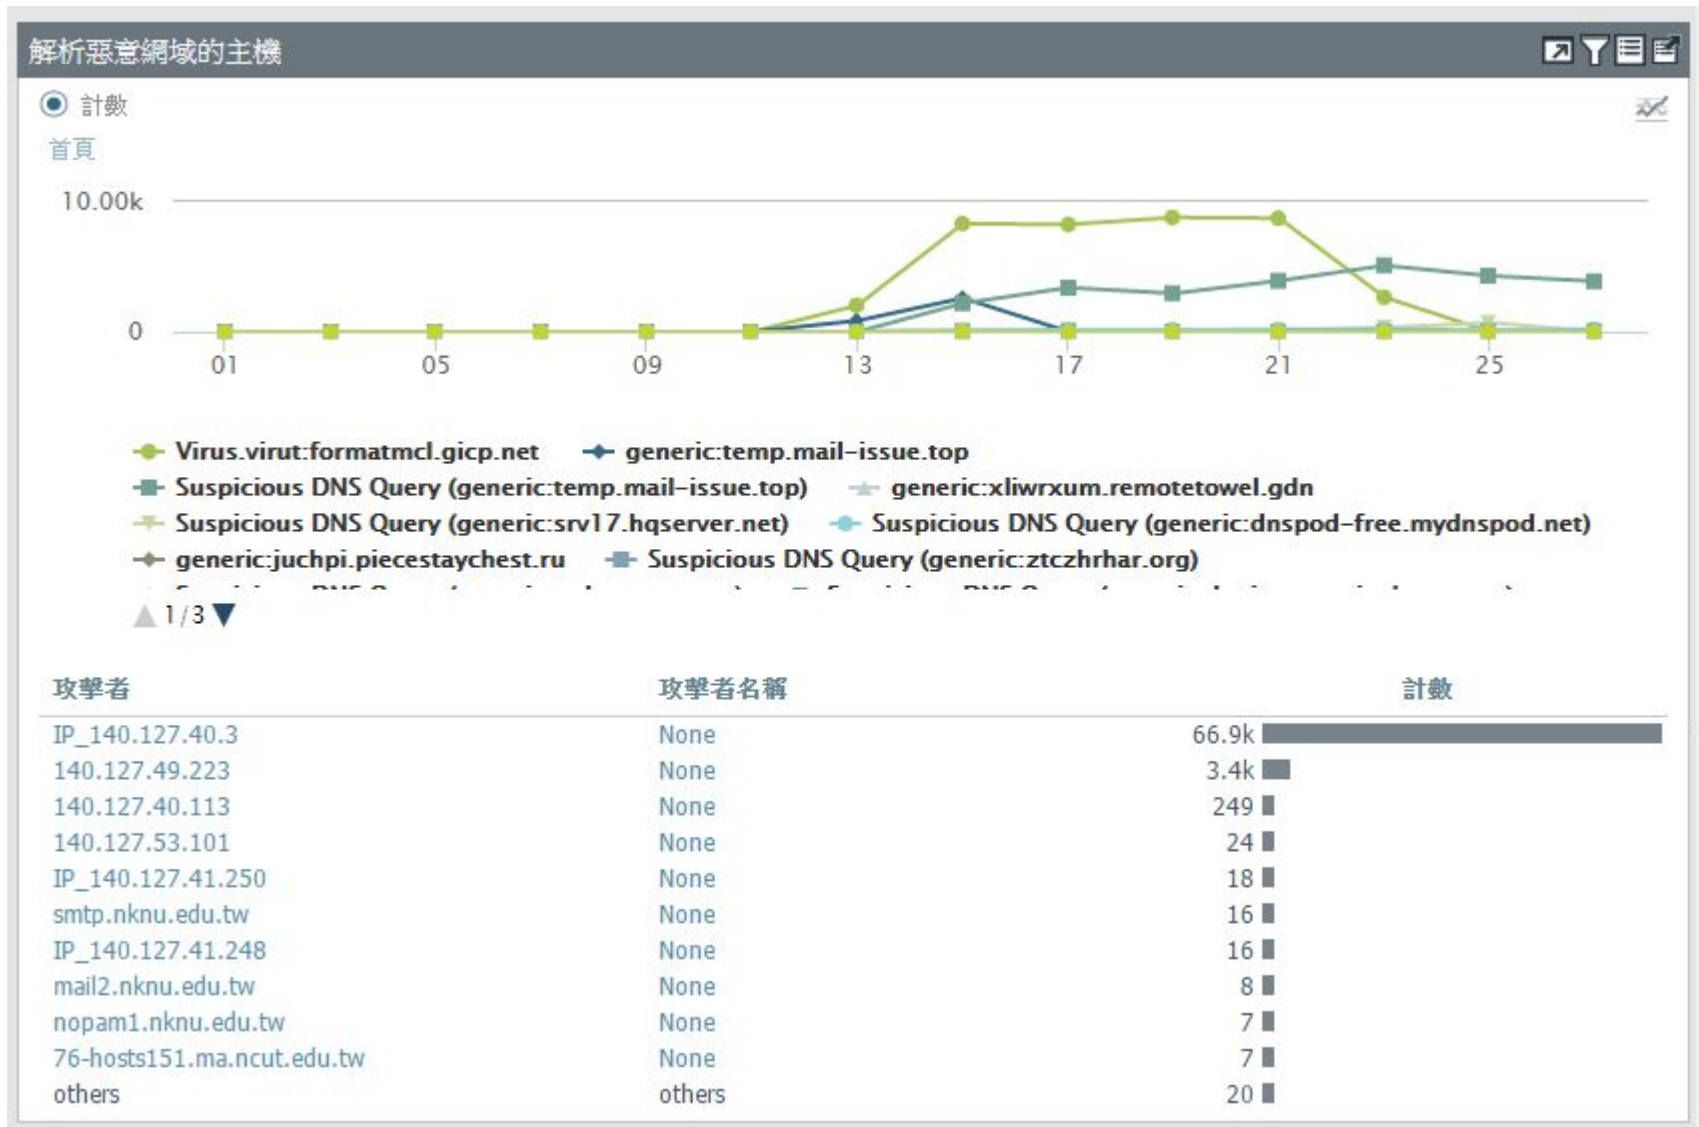 解析惡意網域的主機
計數
首頁
10.00k
0
01 05 09 13 17 21 25
Virus.virut:formatmcl.gicp.net generic:temp.mail-issue.top
Suspicious DNS Query (generic:temp.mail-issue.top) generic:xliwrxum.remotetowel.gdn
Suspicious DNS Query (generic:srv17.hqserver.net) Suspicious DNS Query (generic:dnspod-free.mydnspod.net)
generic:juchpi.piecestaychest.ru Suspicious DNS Query (generic:ztczhrhar.org)
1/3
攻擊者 攻擊者名稱 計數
IP_140.127.40.3 None 66.9k
140.127.49.223 None 3.4k
140.127.40.113 None 249
140.127.53.101 None 24
IP_140.127.41.250 None 18
smtp.nknu.edu.tw None 16
IP_140.127.41.248 None 16
mail2.nknu.edu.tw None 8
nopam1.nknu.edu.tw None 7
76-hosts151.ma.ncut.edu.tw None 7
others others 20